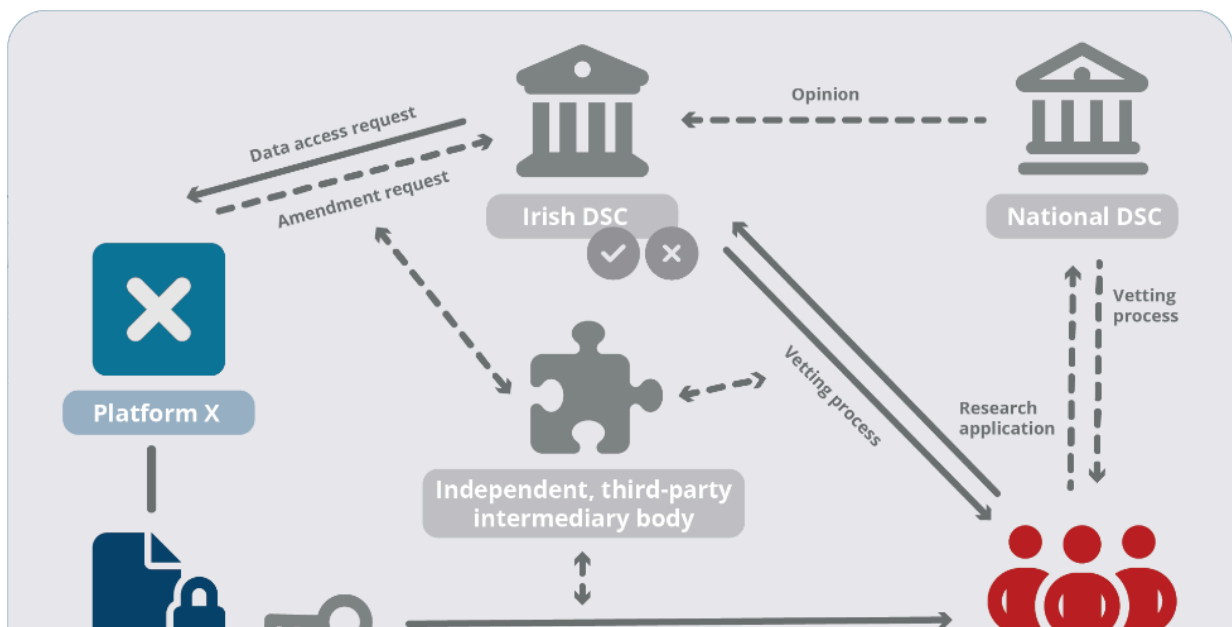 Opinion
Data access request
Amendment request
Irish DSC
National DSC
Vetting
process
Vetting process
Platform X
Research
application
Independent, third-party
intermediary body